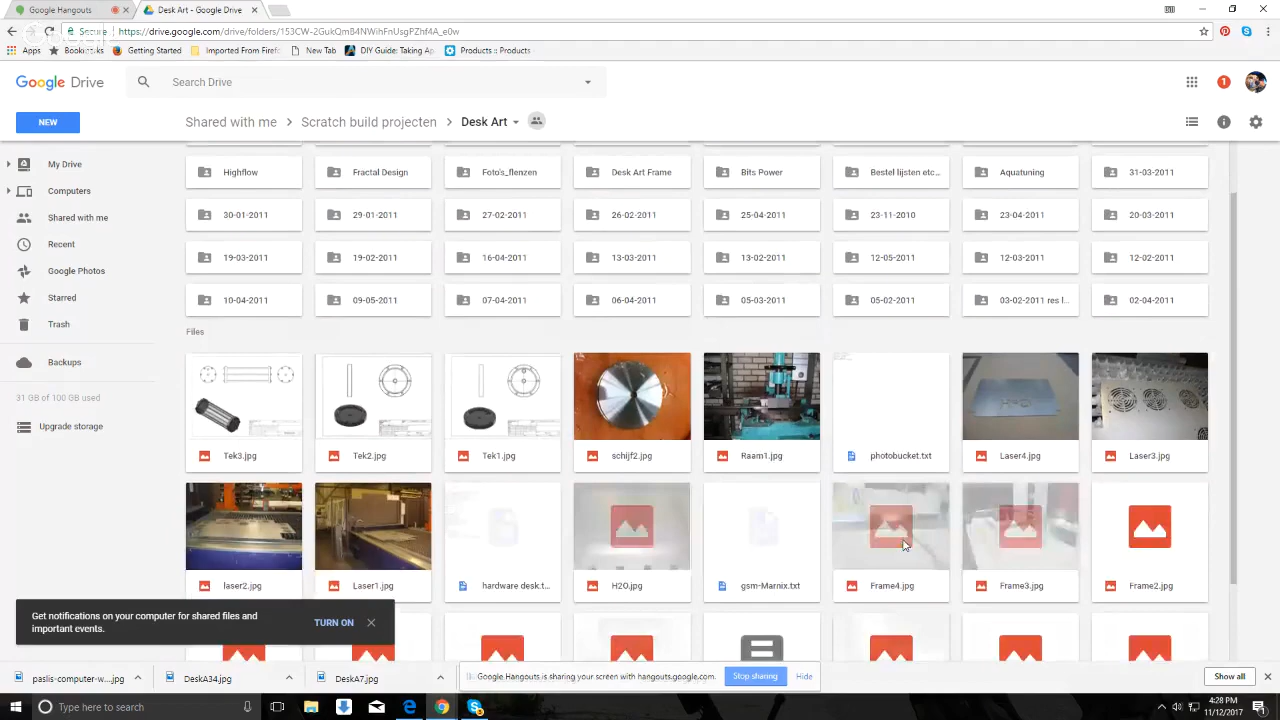 Google Hangouts
Desk Art - Google Drive
Secure
https://drive.google.com/drive/folders/153CW-2GukQmB4NWihFnUsgPZhf4A_e0w
Apps
Bookmarks
Getting Started
Imported From Firef
New Tab
DIY Guide: Taking Ap
Products :: Products
Google Drive
Search Drive
1
NEW
Shared with me
Scratch build projecten
Desk Art
My Drive
Computers
Shared with me
Recent
Google Photos
Starred
Trash
Backups
31 GB of 100 GB used
Upgrade storage
Highflow
Fractal Design
Foto's_flenzen
Desk Art Frame
Bits Power
Bestel lijsten etc...
Aquatuning
31-03-2011
30-01-2011
29-01-2011
27-02-2011
26-02-2011
25-04-2011
23-11-2010
23-04-2011
20-03-2011
19-03-2011
19-02-2011
16-04-2011
13-03-2011
13-02-2011
12-05-2011
12-03-2011
12-02-2011
10-04-2011
09-05-2011
07-04-2011
06-04-2011
05-03-2011
05-02-2011
03-02-2011 res l...
02-04-2011
Files
Tek3.jpg
Tek2.jpg
Tek1.jpg
schijf2.jpg
Raam1.jpg
photobucket.txt
Laser4.jpg
Laser3.jpg
laser2.jpg
Laser1.jpg
hardware desk.t...
H2O.jpg
gsm-Marnix.txt
Frame4.jpg
Frame3.jpg
Frame2.jpg
Get notifications on your computer for shared files and
important events.
TURN ON
paslis-computer-w....jpg
DeskA34.jpg
DeskA7.jpg
Google Hangouts is sharing your screen with hangouts.google.com.
Stop sharing
Hide
Show all
Type here to search
4:28 PM
11/12/2017